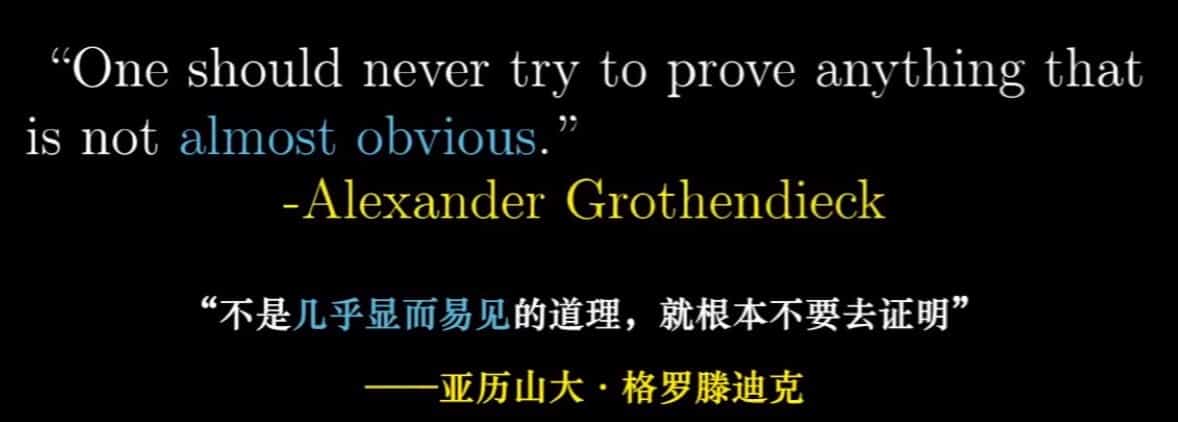 “One should never try to prove anything that
is not almost obvious.”
-Alexander Grothendieck
“不是几乎显而易见的道理，就根本不要去证明”
——亚历山大·格罗滕迪克